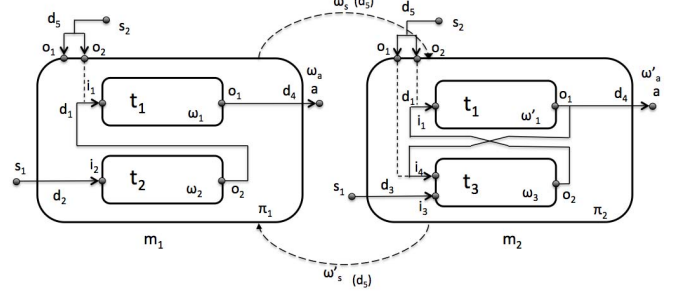 ωs (d5)
d5
s2
o1
o2
i1
d1
t1
ω1
o1
d4
ωa
a
s1
d2
i2
t2
ω2
o2
π1
m1
d5
s2
o1
o2
d1
i1
t1
ω'1
o1
d4
ω'a
a
s1
d3
i4
i3
t3
ω3
o2
π2
m2
ω's (d5)